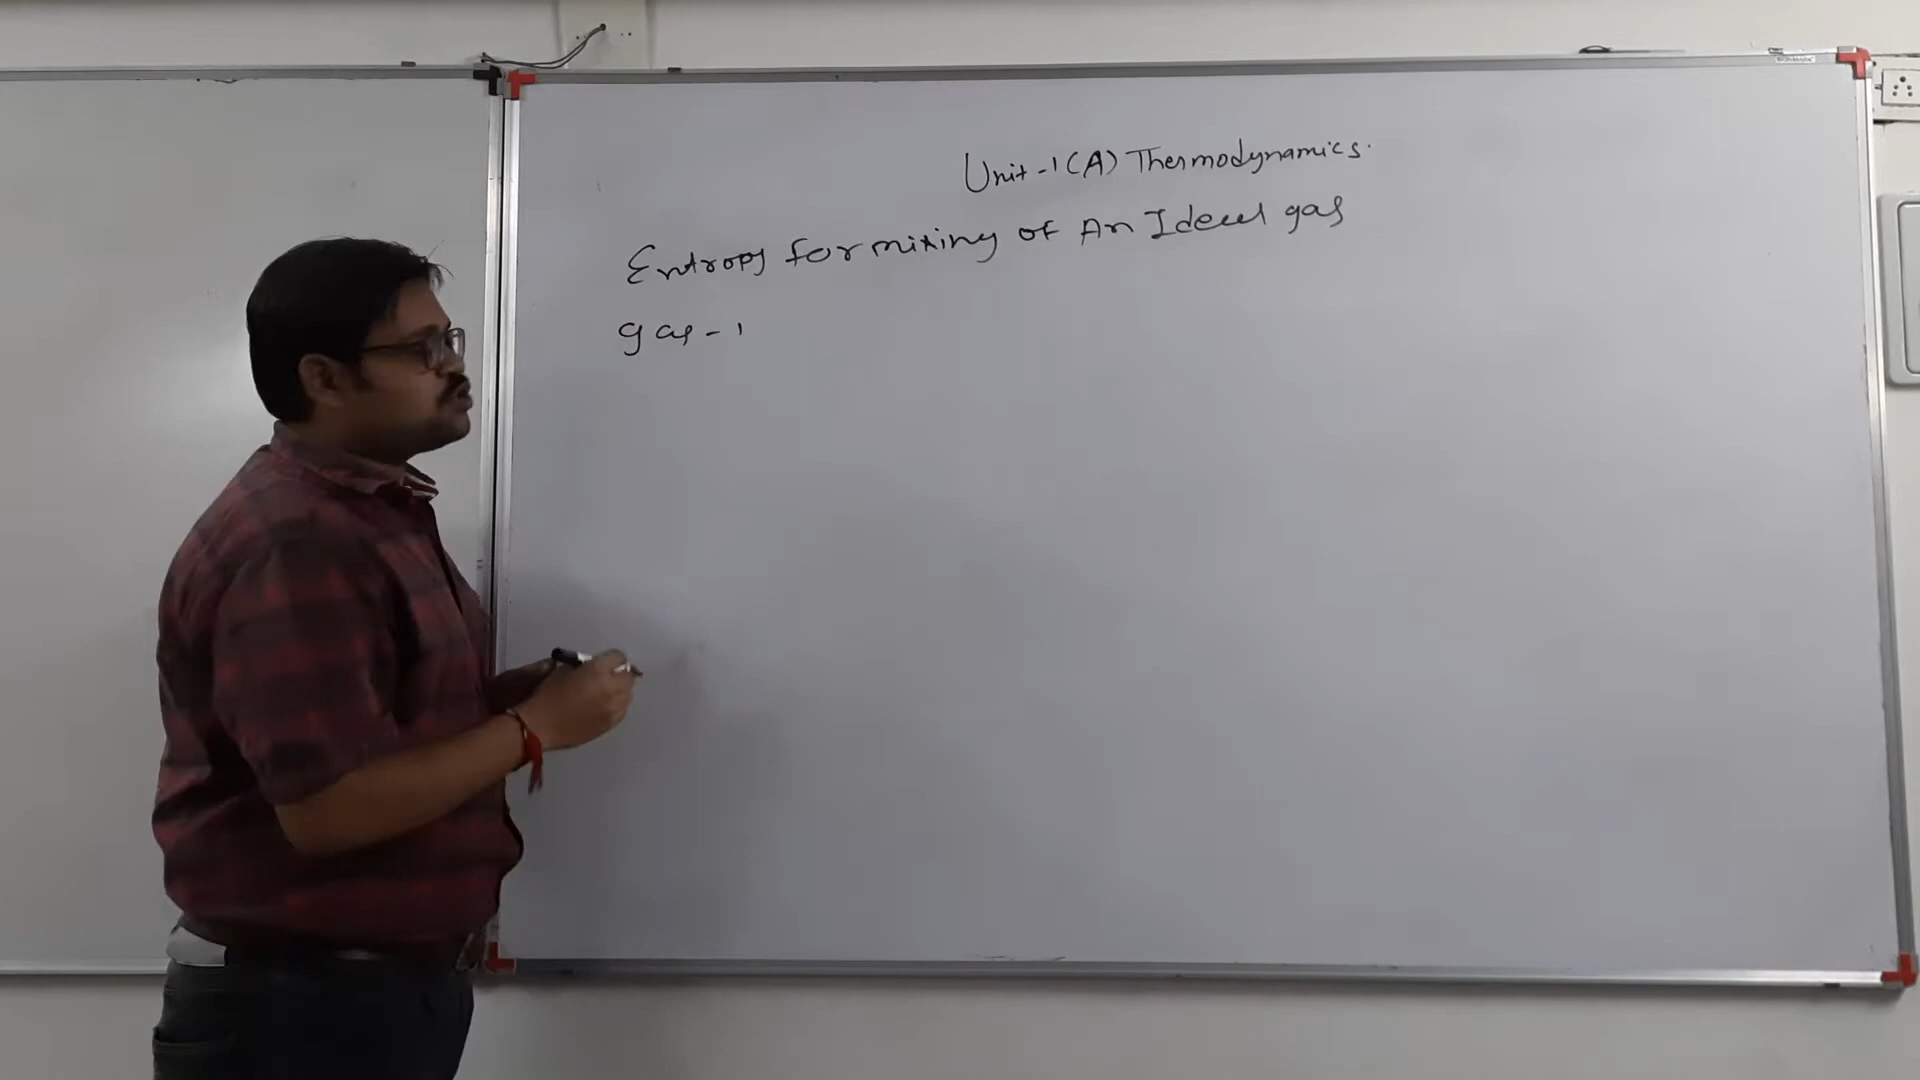 Unit-1(A) Thermodynamics.
Entropy for mixing of An Ideal gas
gas-1